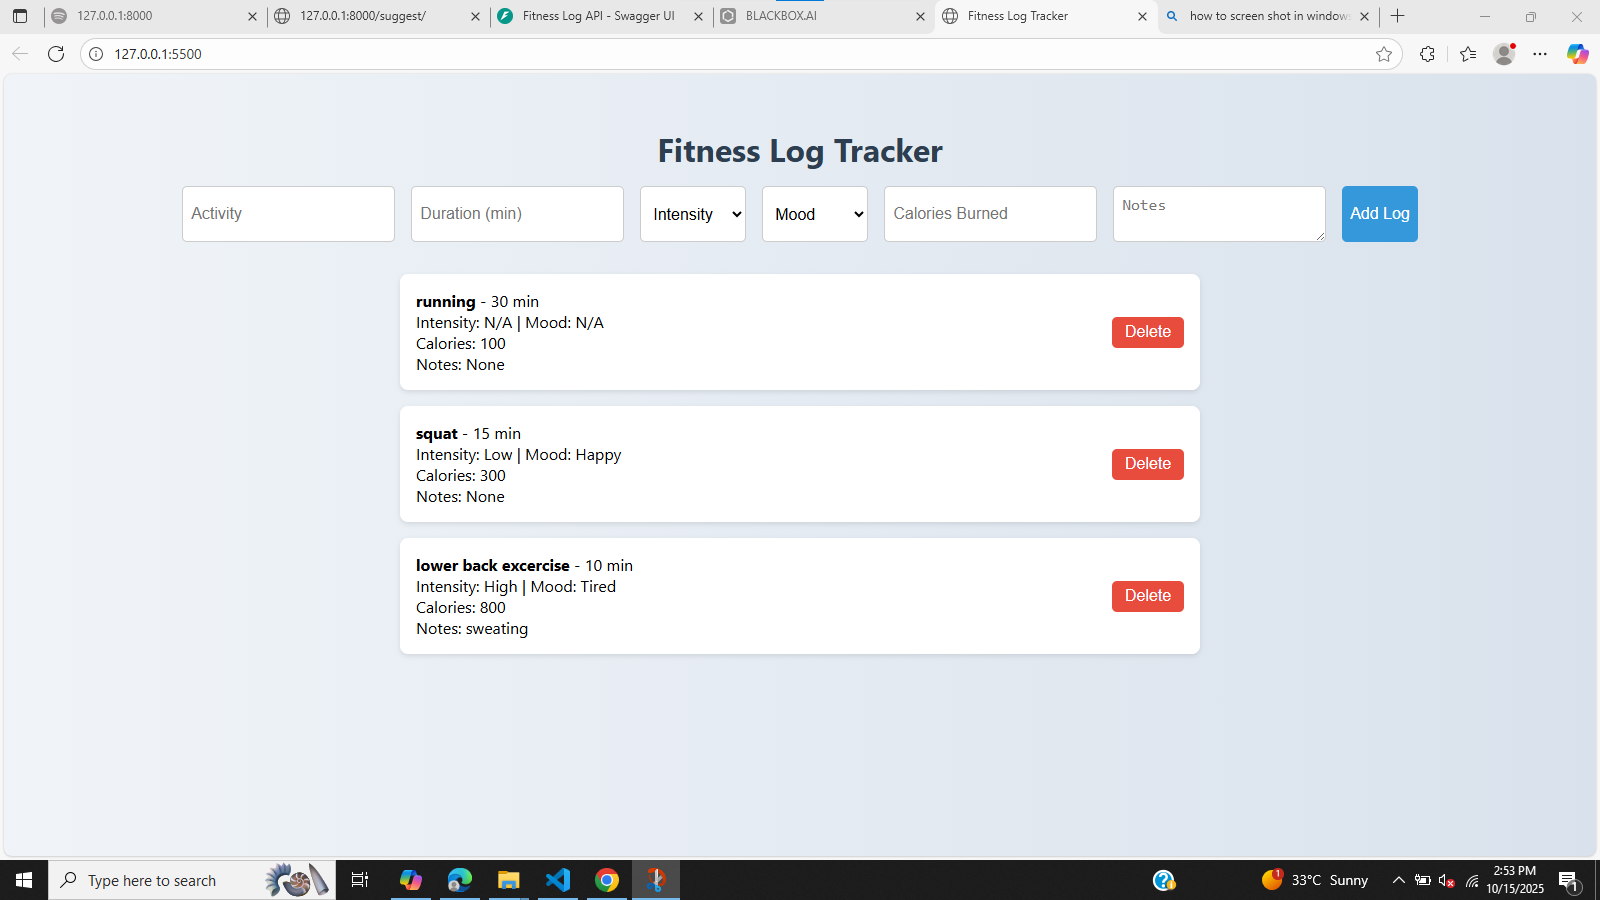 127.0.0.1:8000
127.0.0.1:8000/suggest/
Fitness Log API - Swagger UI
BLACKBOX.AI
Fitness Log Tracker
how to screen shot in window
127.0.0.1:5500
Fitness Log Tracker
Activity
Duration (min)
Intensity
Mood
Calories Burned
Notes
Add Log
running - 30 min
Intensity: N/A | Mood: N/A
Calories: 100
Notes: None
Delete
squat - 15 min
Intensity: Low | Mood: Happy
Calories: 300
Notes: None
Delete
lower back excercise - 10 min
Intensity: High | Mood: Tired
Calories: 800
Notes: sweating
Delete
Type here to search
1
33°C Sunny
2:53 PM
10/15/2025
1